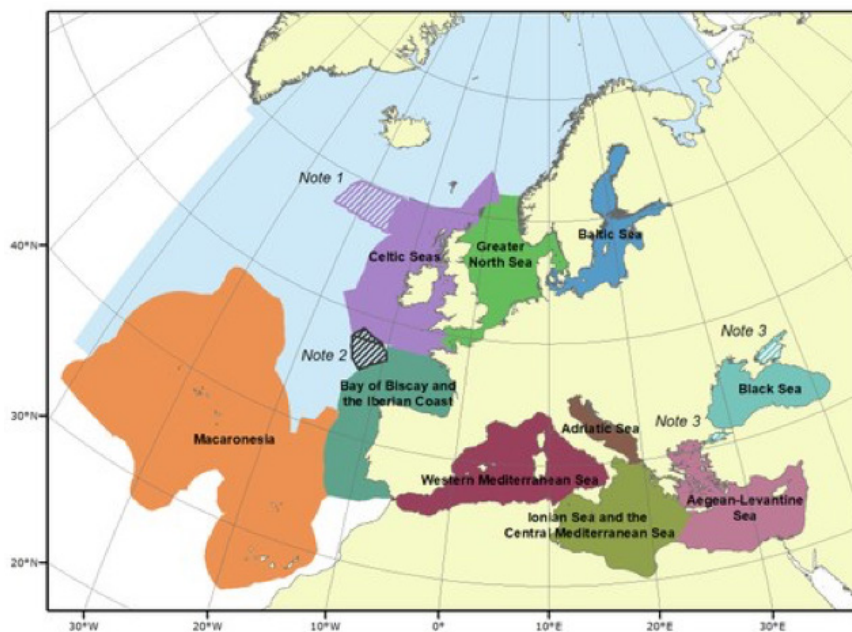 Note 1
Celtic Seas
Greater
North Sea
Baltic Sea
40°N
Note 2
Note 3
Bay of Biscay and
the Iberian Coast
Black Sea
30°N
Macaronesia
Adriatic Sea
Note 3
Western Mediterranean Sea
Aegean-Levantine
Sea
Ionian Sea and the
Central Mediterranean Sea
20°N
30°W
20°W
10°W
0°
10°E
20°E
30°E